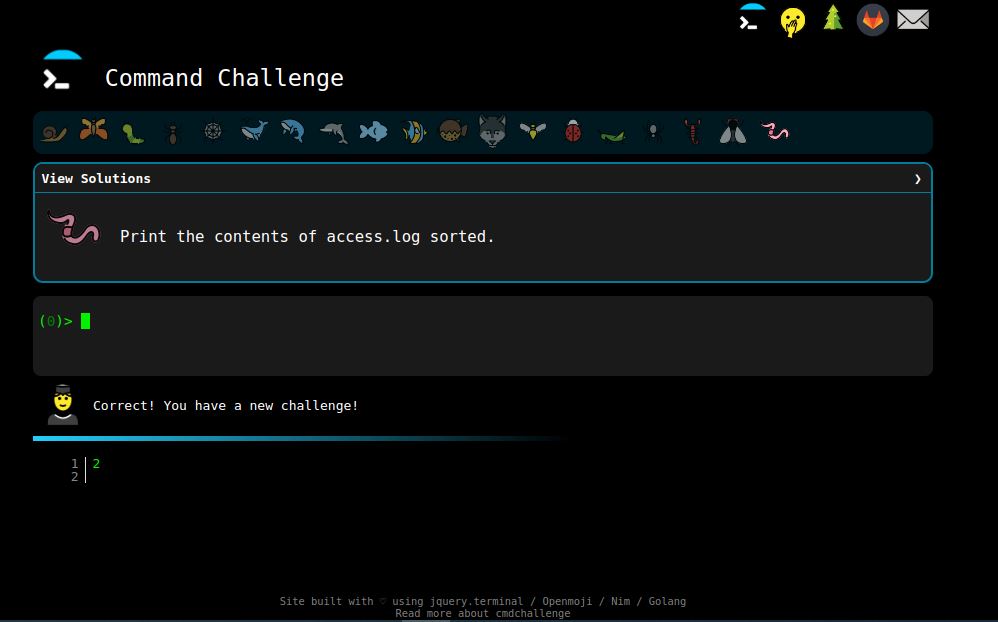 Command Challenge
View Solutions ❯
Print the contents of access.log sorted.
(0)>
Correct! You have a new challenge!
1 2
2
Site built with ♡ using jquery.terminal / Openmoji / Nim / Golang
Read more about cmdchallenge